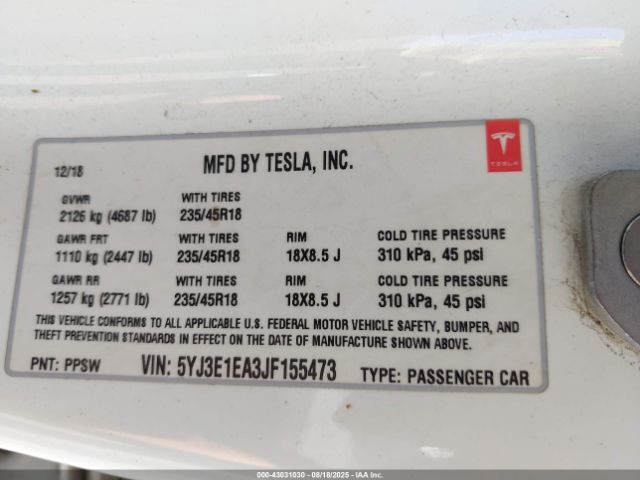 12/18
MFD BY TESLA, INC.
TESLA
GVWR
WITH TIRES
2126 kg (4687 lb)
235/45R18
GAWR FRT
WITH TIRES
RIM
COLD TIRE PRESSURE
1110 kg (2447 lb)
235/45R18
18X8.5 J
310 kPa, 45 psi
GAWR RR
WITH TIRES
RIM
COLD TIRE PRESSURE
1257 kg (2771 lb)
235/45R18
18X8.5 J
310 kPa, 45 psi
THIS VEHICLE CONFORMS TO ALL APPLICABLE U.S. FEDERAL MOTOR VEHICLE SAFETY, BUMPER, AND
THEFT PREVENTION STANDARDS IN EFFECT ON THE DATE OF MANUFACTURE SHOWN ABOVE.
PNT: PPSW
VIN: 5YJ3E1EA3JF155473
TYPE: PASSENGER CAR
000-43031030 - 08/18/2025 - IAAI.COM